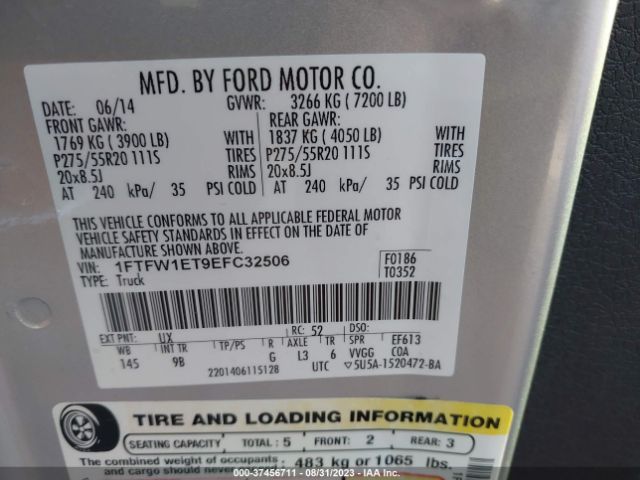 MFD. BY FORD MOTOR CO.
DATE: 06/14 GVWR: 3266 KG ( 7200 LB)
FRONT GAWR: REAR GAWR:
1769 KG ( 3900 LB) WITH 1837 KG ( 4050 LB) WITH
P275/55R20 111S TIRES P275/55R20 111S TIRES
20x8.5J RIMS 20x8.5J RIMS
AT 240 kPa/ 35 PSI COLD AT 240 kPa/ 35 PSI COLD
THIS VEHICLE CONFORMS TO ALL APPLICABLE FEDERAL MOTOR
VEHICLE SAFETY STANDARDS IN EFFECT ON THE DATE OF
MANUFACTURE SHOWN ABOVE.
VIN: 1FTFW1ET9EFC32506 F0186
TYPE: Truck T0352
EXT PNT: UX RC: 52 DSO:
WB INT TR TP/PS R AXLE TR SPR EF613
145 9B G L3 6 VVGG COA
2201406115128 UTC 5U5A-1520472-BA
TIRE AND LOADING INFORMATION
SEATING CAPACITY TOTAL : 5 FRONT: 2 REAR: 3
The combined weight of occupants
and cargo should never 483 kg or 1065 lbs.
000-37456711 - 08/31/2023 - IAA Inc.